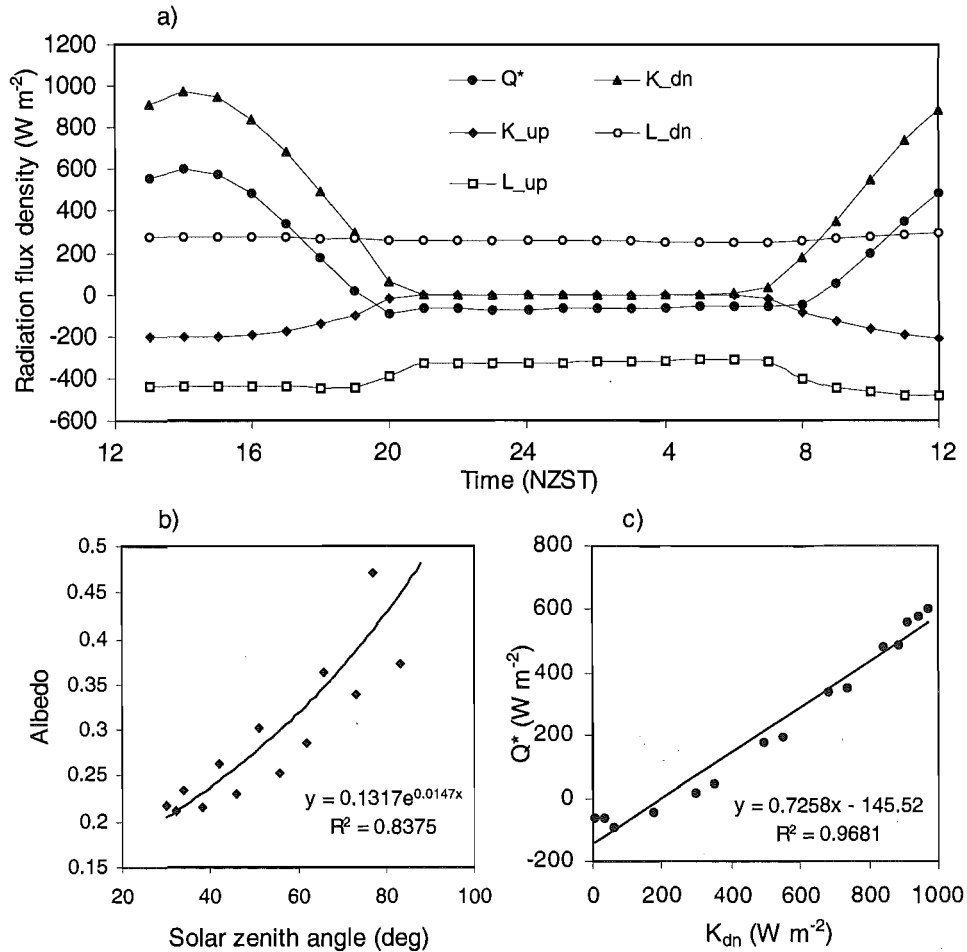 a)
Radiation flux density (W m-2)
1200
1000
800
600
400
200
0
-200
-400
-600
Q*
K_dn
K_up
L_dn
L_up
12
16
20
24
4
8
12
Time (NZST)
b)
Albedo
0.5
0.45
0.4
0.35
0.3
0.25
0.2
0.15
y = 0.1317e0.0147x
R2 = 0.8375
20
40
60
80
100
Solar zenith angle (deg)
c)
Q* (W m-2)
800
600
400
200
0
-200
y = 0.7258x - 145.52
R2 = 0.9681
0
200
400
600
800
1000
Kdn (W m-2)